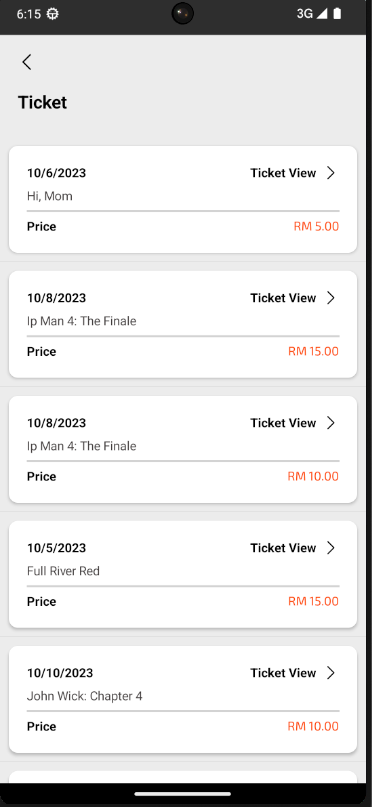 6:15 3G
Ticket
10/6/2023 Ticket View
Hi, Mom
Price RM 5.00
10/8/2023 Ticket View
Ip Man 4: The Finale
Price RM 15.00
10/8/2023 Ticket View
Ip Man 4: The Finale
Price RM 10.00
10/5/2023 Ticket View
Full River Red
Price RM 15.00
10/10/2023 Ticket View
John Wick: Chapter 4
Price RM 10.00